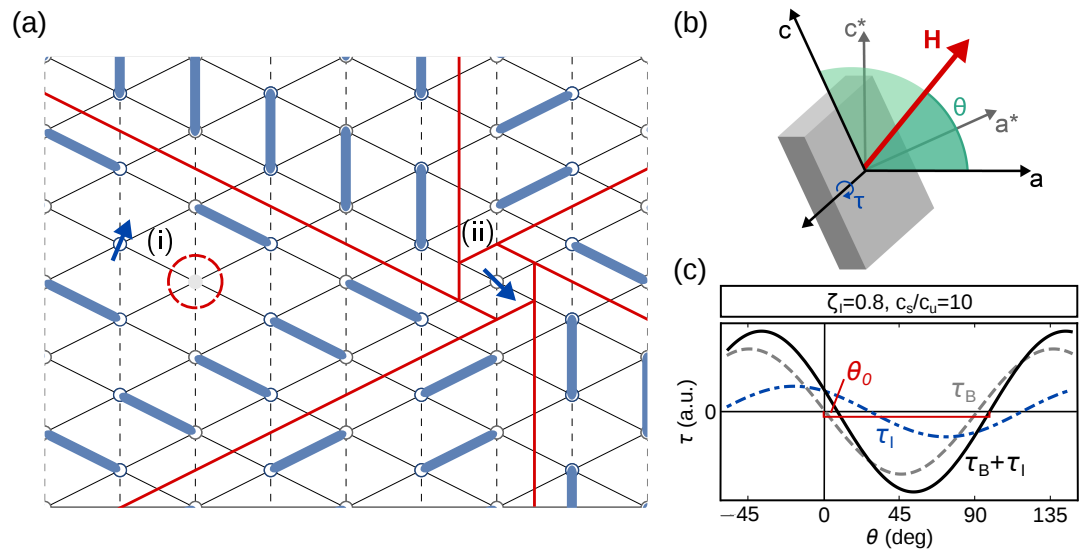 (a)
(i)
(ii)
(b)
c
c*
H
θ
a*
a
τ
(c)
ζI=0.8, cs/cu=10
θ0
τB
τI
τB+τI
τ (a.u.)
0
−45
0
45
90
135
θ (deg)